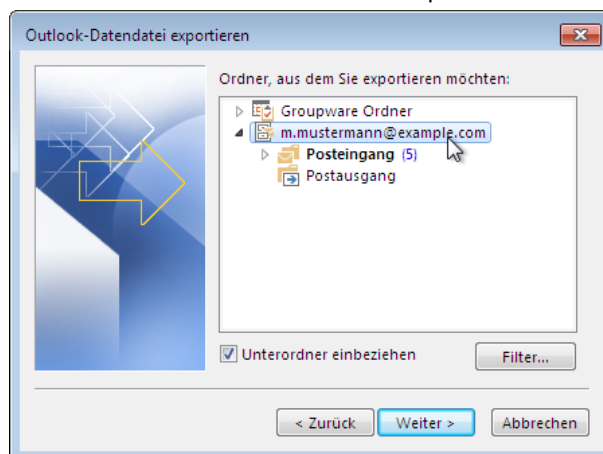 Outlook-Datendatei exportieren
Ordner, aus dem Sie exportieren möchten:
Groupware Ordner
m.mustermann@example.com
Posteingang (5)
Postausgang
Unterordner einbeziehen
Filter...
< Zurück
Weiter >
Abbrechen